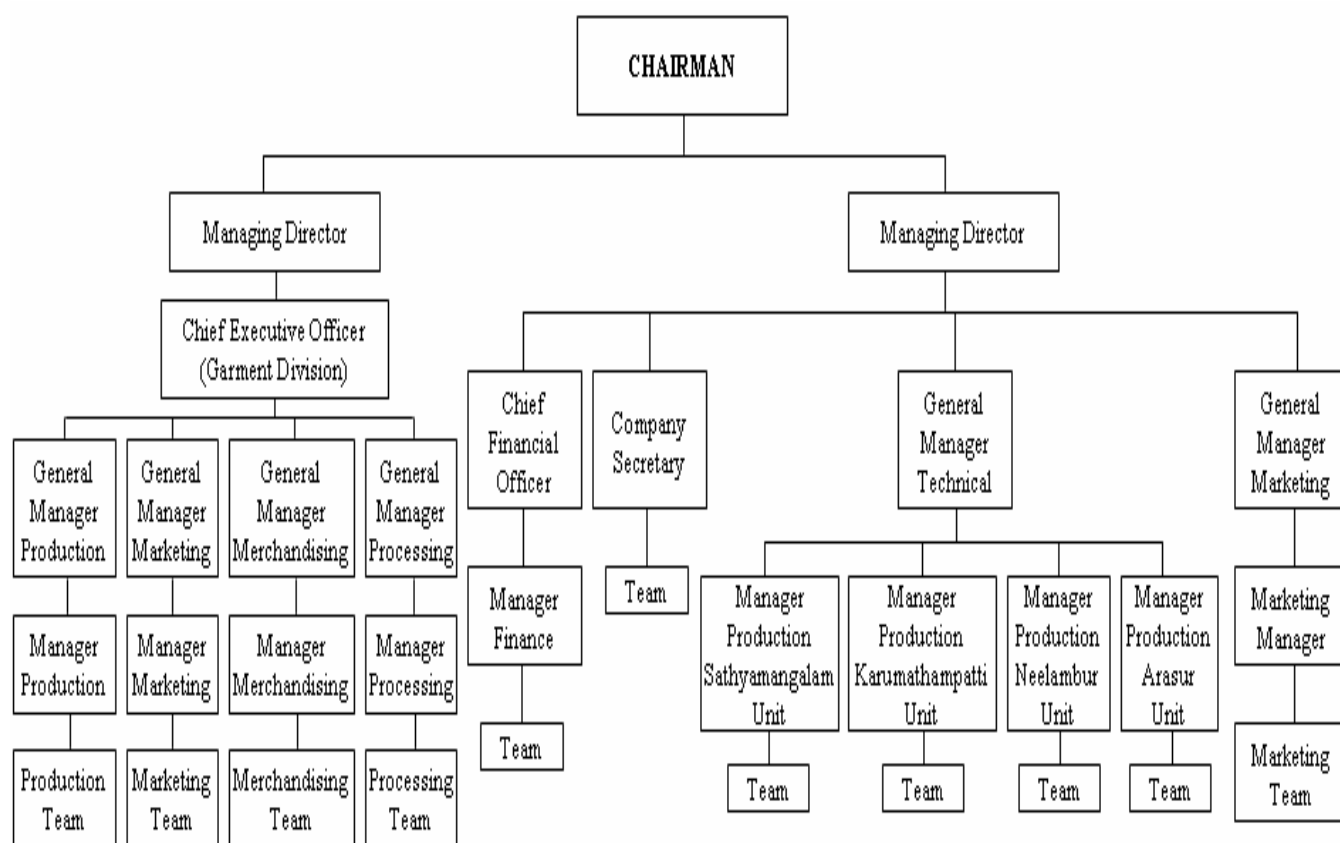 CHAIRMAN
Managing Director
Managing Director
Chief Executive Officer
(Garment Division)
Chief
Financial
Officer
Company
Secretary
General
Manager
Technical
General
Manager
Marketing
General
Manager
Production
General
Manager
Marketing
General
Manager
Merchandising
General
Manager
Processing
Manager
Finance
Team
Manager
Production
Sathyamangalam
Unit
Manager
Production
Karumathampatti
Unit
Manager
Production
Neelambur
Unit
Manager
Production
Arasur
Unit
Marketing
Manager
Manager
Production
Manager
Marketing
Manager
Merchandising
Manager
Processing
Team
Team
Team
Team
Team
Marketing
Team
Production
Team
Marketing
Team
Merchandising
Team
Processing
Team